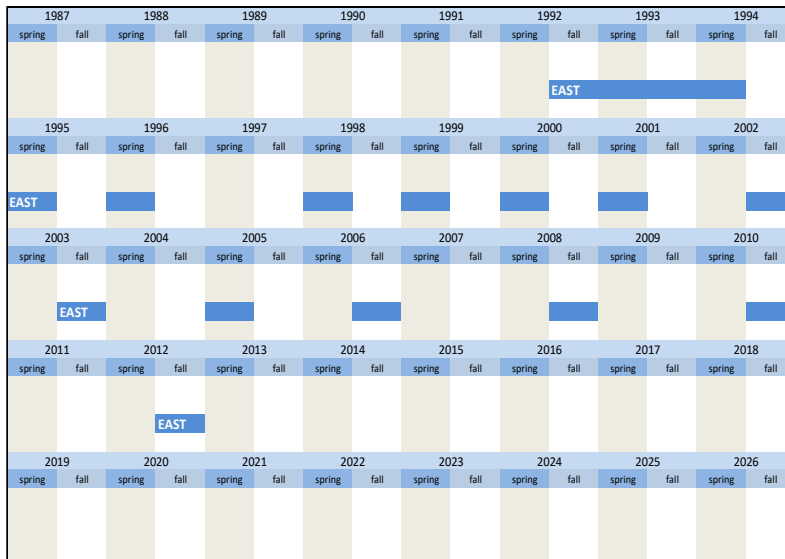 1987 1988 1989 1990 1991 1992 1993 1994
spring fall spring fall spring fall spring fall spring fall spring fall spring fall spring fall
EAST
1995 1996 1997 1998 1999 2000 2001 2002
spring fall spring fall spring fall spring fall spring fall spring fall spring fall spring fall
EAST
2003 2004 2005 2006 2007 2008 2009 2010
spring fall spring fall spring fall spring fall spring fall spring fall spring fall spring fall
EAST
2011 2012 2013 2014 2015 2016 2017 2018
spring fall spring fall spring fall spring fall spring fall spring fall spring fall spring fall
EAST
2019 2020 2021 2022 2023 2024 2025 2026
spring fall spring fall spring fall spring fall spring fall spring fall spring fall spring fall